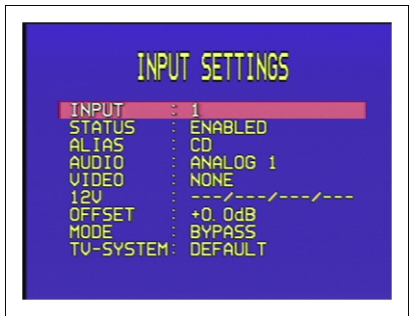 INPUT SETTINGS
INPUT : 1
STATUS : ENABLED
ALIAS : CD
AUDIO : ANALOG 1
VIDEO : NONE
12V : ---/---/---/---
OFFSET : +0. 0dB
MODE : BYPASS
TV-SYSTEM: DEFAULT